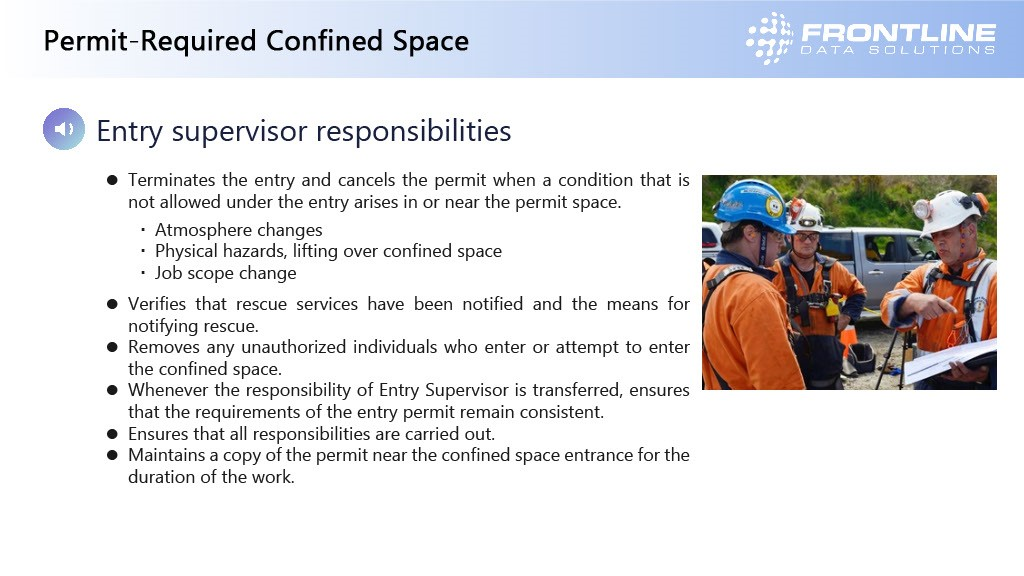 Permit-Required Confined Space
FRONTLINE
DATA SOLUTIONS
Entry supervisor responsibilities
● Terminates the entry and cancels the permit when a condition that is
not allowed under the entry arises in or near the permit space.
· Atmosphere changes
· Physical hazards, lifting over confined space
· Job scope change
● Verifies that rescue services have been notified and the means for
notifying rescue.
● Removes any unauthorized individuals who enter or attempt to enter
the confined space.
● Whenever the responsibility of Entry Supervisor is transferred, ensures
that the requirements of the entry permit remain consistent.
● Ensures that all responsibilities are carried out.
● Maintains a copy of the permit near the confined space entrance for the
duration of the work.